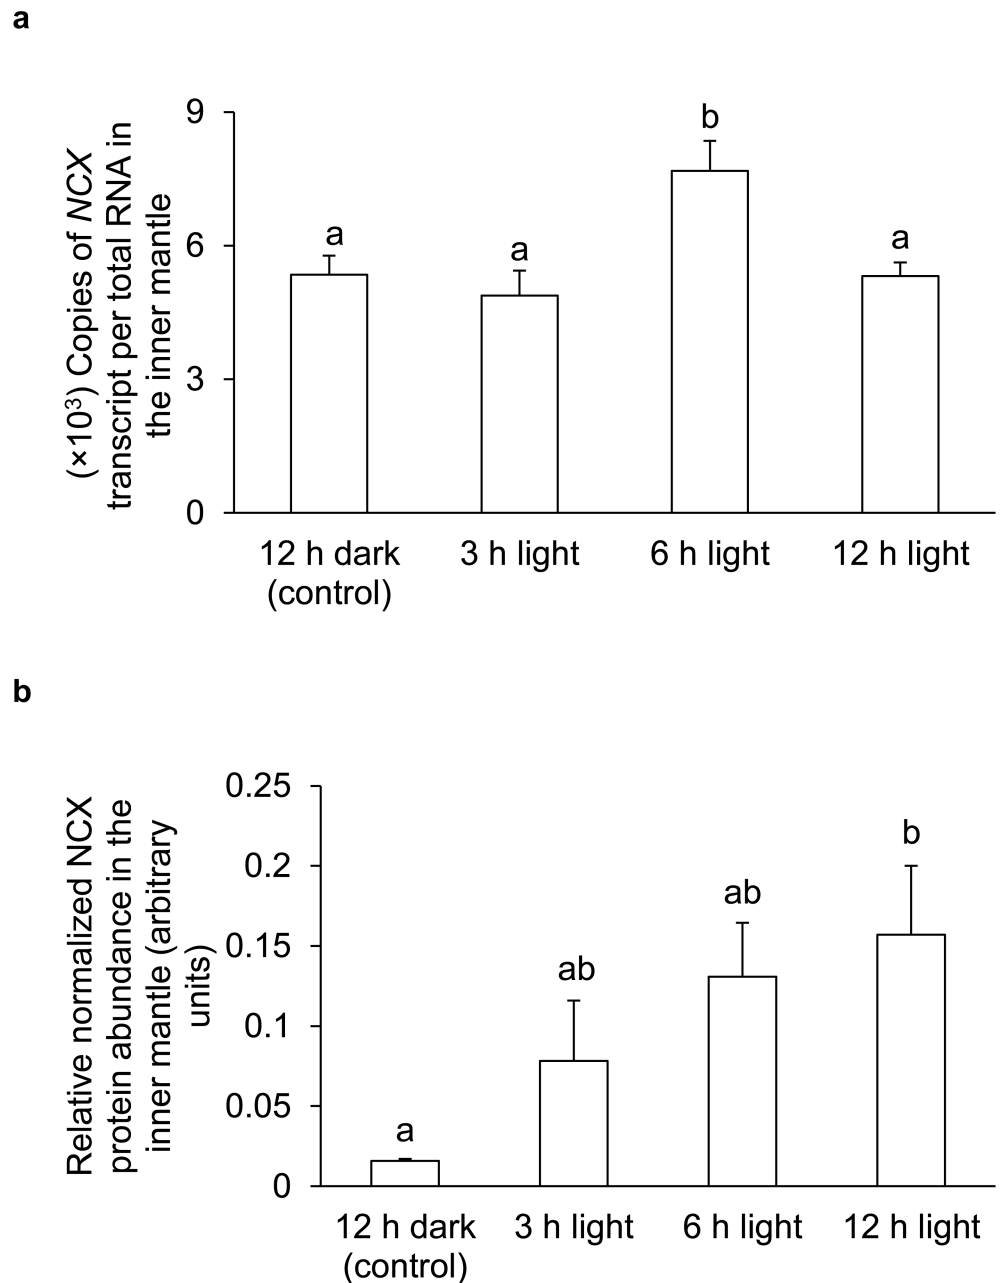 a
(×10³) Copies of NCX
transcript per total RNA in
the inner mantle
9
6
3
0
a
a
b
a
12 h dark
(control)
3 h light
6 h light
12 h light
b
Relative normalized NCX
protein abundance in the
inner mantle (arbitrary
units)
0.25
0.2
0.15
0.1
0.05
0
a
ab
ab
b
12 h dark
(control)
3 h light
6 h light
12 h light